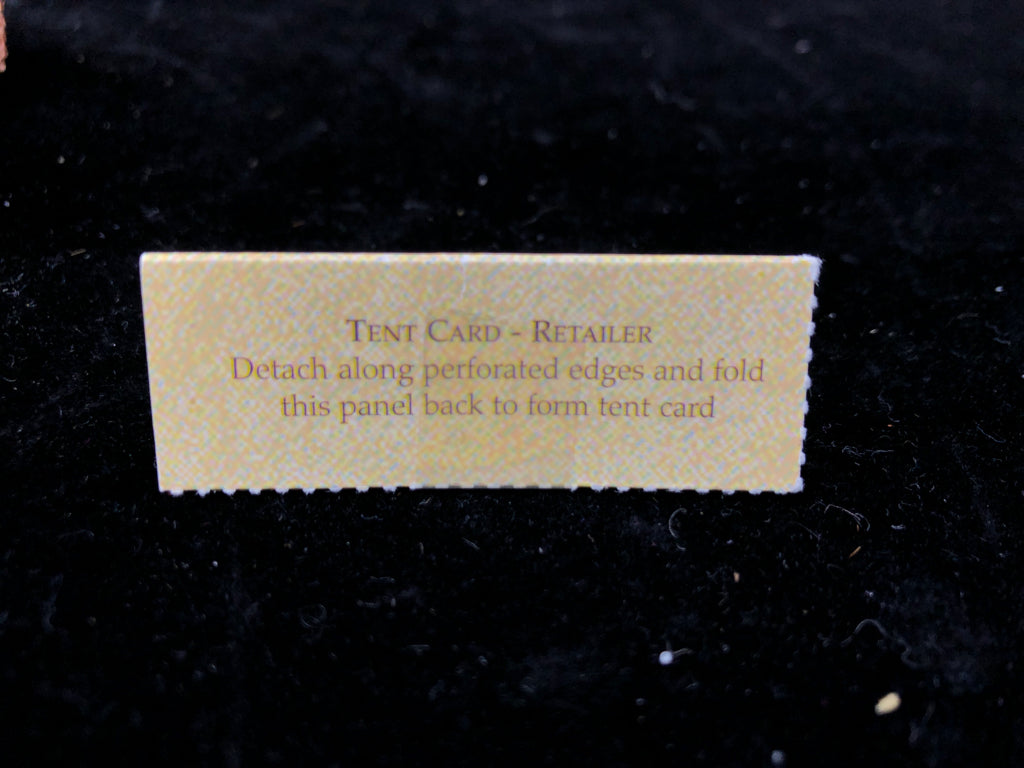 TENT CARD - RETAILER
Detach along perforated edges and fold
this panel back to form tent card